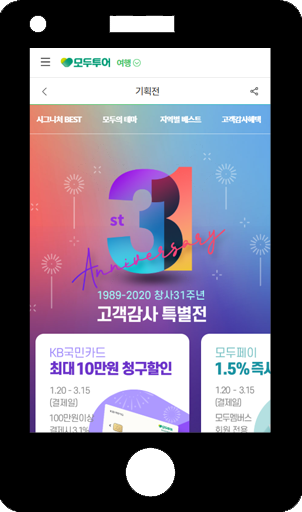 모두투어 여행
기획전
시그니처 BEST 모두의 테마 지역별 베스트 고객감사혜택
31
st
Anniversary
1989-2020 창사31주년
고객감사 특별전
KB국민카드
최대 10만원 청구할인
1.20 - 3.15
(결제일)
100만원이상
결제시 3.1%
모두페이
1.5% 즉시
1.20 - 3.15
(결제일)
모두멤버스
회원 전용